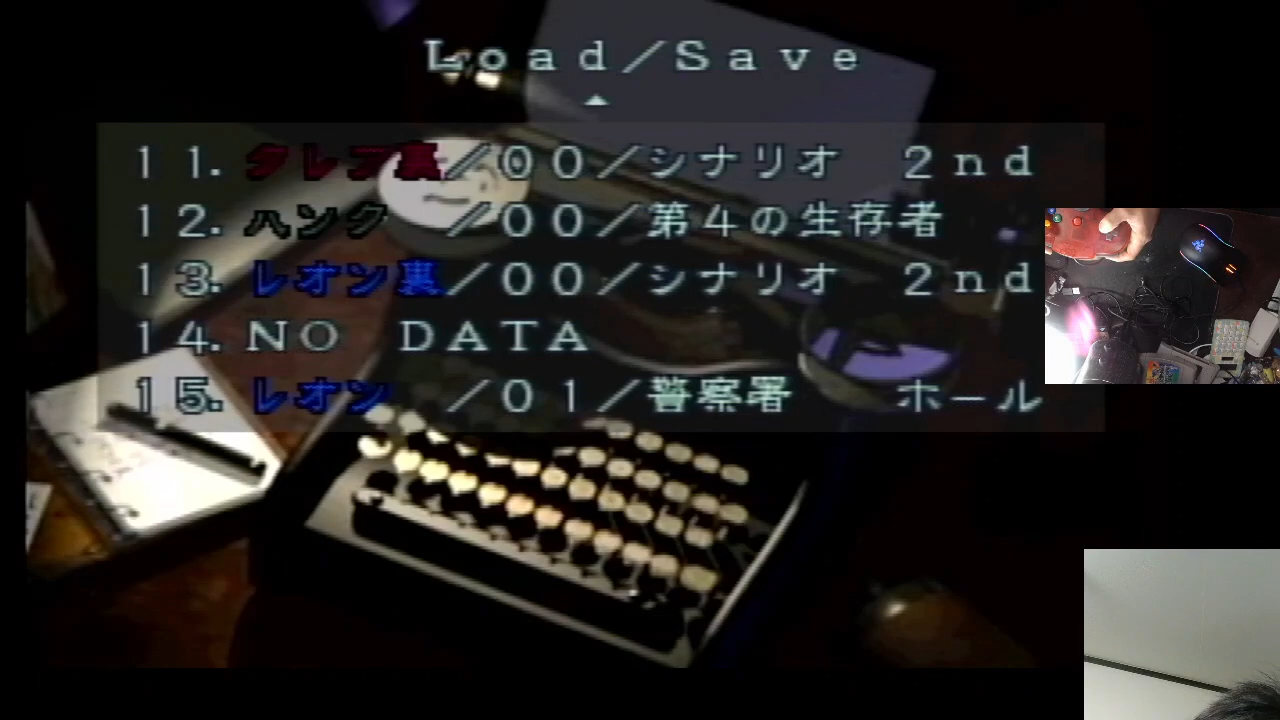 Load/Save
11. クレア裏/00/シナリオ 2nd
12. ハンク /00/第4の生存者
13. レオン裏/00/シナリオ 2nd
14. NO DATA
15. レオン /01/警察署 ホール